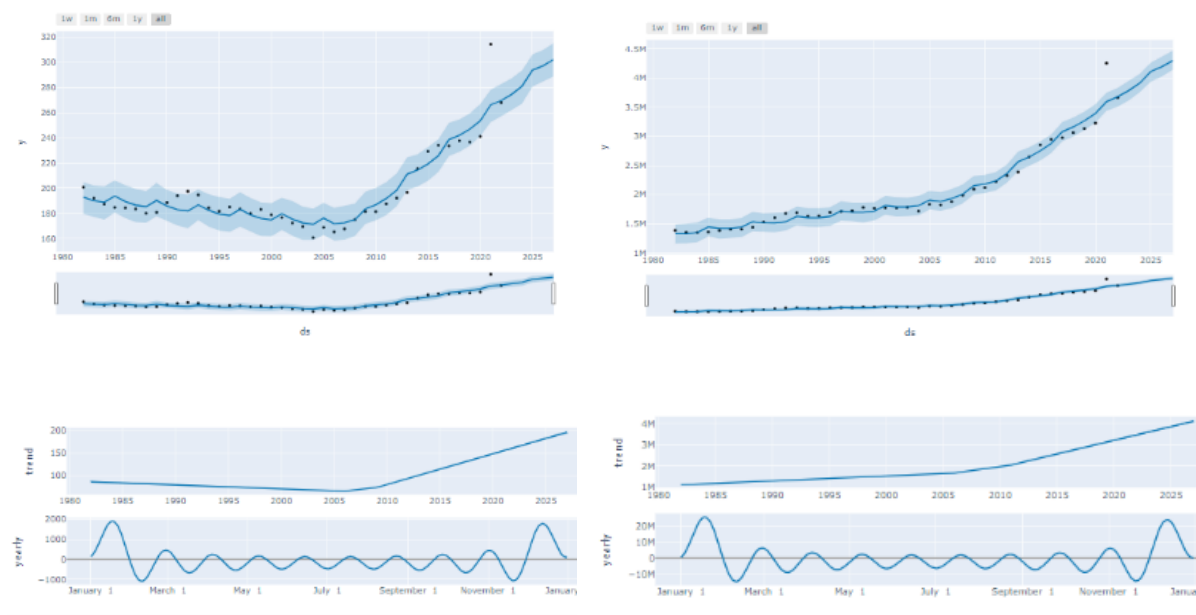 1w 1m 6m 1y all
320
300
280
260
240
220
200
180
160
y
1980 1985 1990 1995 2000 2005 2010 2015 2020 2025
ds
1w 1m 6m 1y all
4.5M
4M
3.5M
3M
2.5M
2M
1.5M
1M
y
1980 1985 1990 1995 2000 2005 2010 2015 2020 2025
ds
200
150
100
trend
1980 1985 1990 1995 2000 2005 2010 2015 2020 2025
2000
1000
0
−1000
yearly
January 1 March 1 May 1 July 1 September 1 November 1 January
4M
3M
2M
1M
trend
1980 1985 1990 1995 2000 2005 2010 2015 2020 2025
20M
10M
0
−10M
yearly
January 1 March 1 May 1 July 1 September 1 November 1 Janua